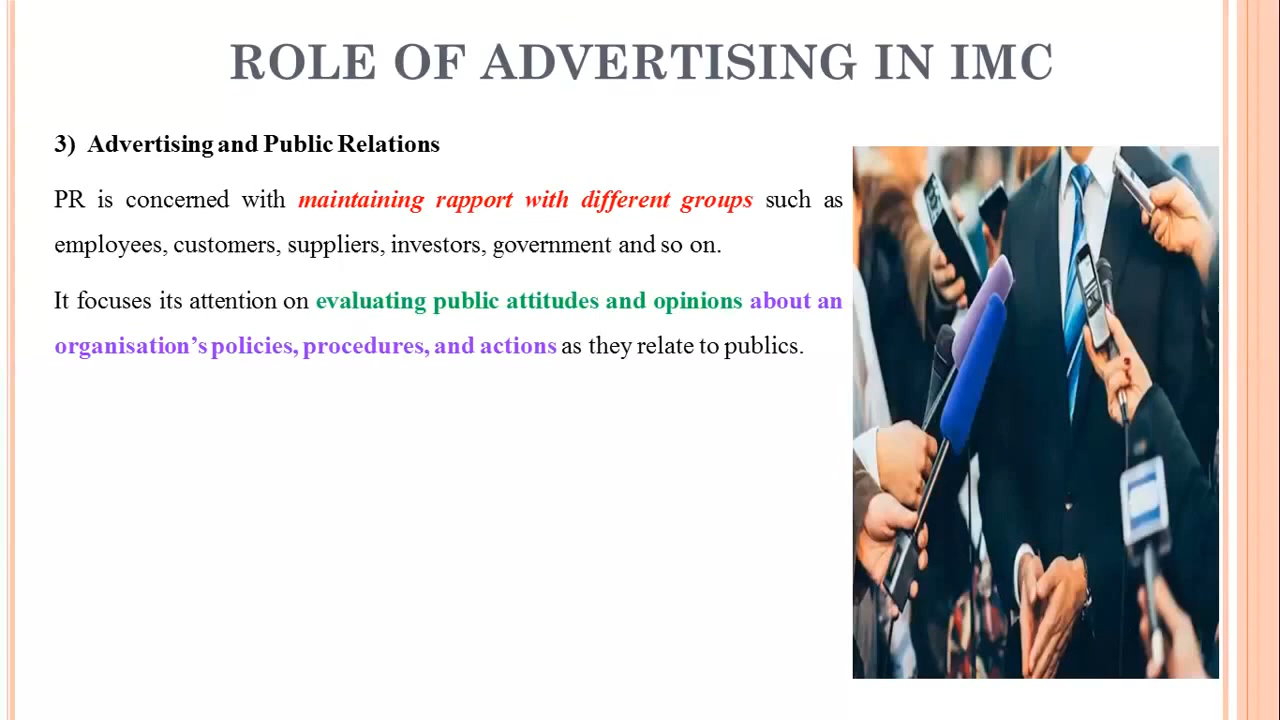 ROLE OF ADVERTISING IN IMC
3) Advertising and Public Relations
PR is concerned with maintaining rapport with different groups such as
employees, customers, suppliers, investors, government and so on.
It focuses its attention on evaluating public attitudes and opinions about an
organisation’s policies, procedures, and actions as they relate to publics.